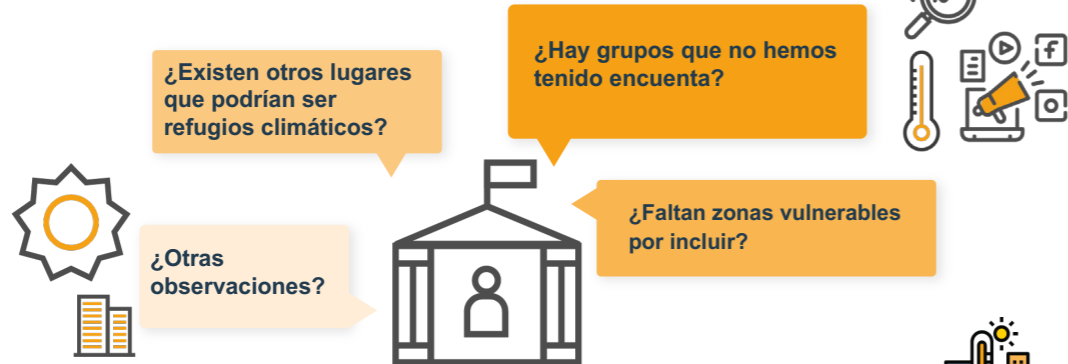 ¿Existen otros lugares
que podrían ser
refugios climáticos?
¿Hay grupos que no hemos
tenido encuenta?
¿Faltan zonas vulnerables
por incluir?
¿Otras
observaciones?